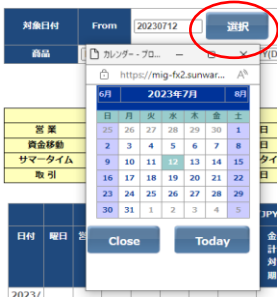 対象日付 From 20230712 選択
商品
カレンダー - プロ...
https://mig-fx2.sunwar...
6月 2023年7月 8月
日 月 火 水 木 金 土
25 26 27 28 29 30 1
2 3 4 5 6 7 8
9 10 11 12 13 14 15
16 17 18 19 20 21 22
23 24 25 26 27 28 29
30 31 1 2 3 4 5
Close Today
営業
資金移動
サマータイム
取引
JPY
日付 曜日
2023/